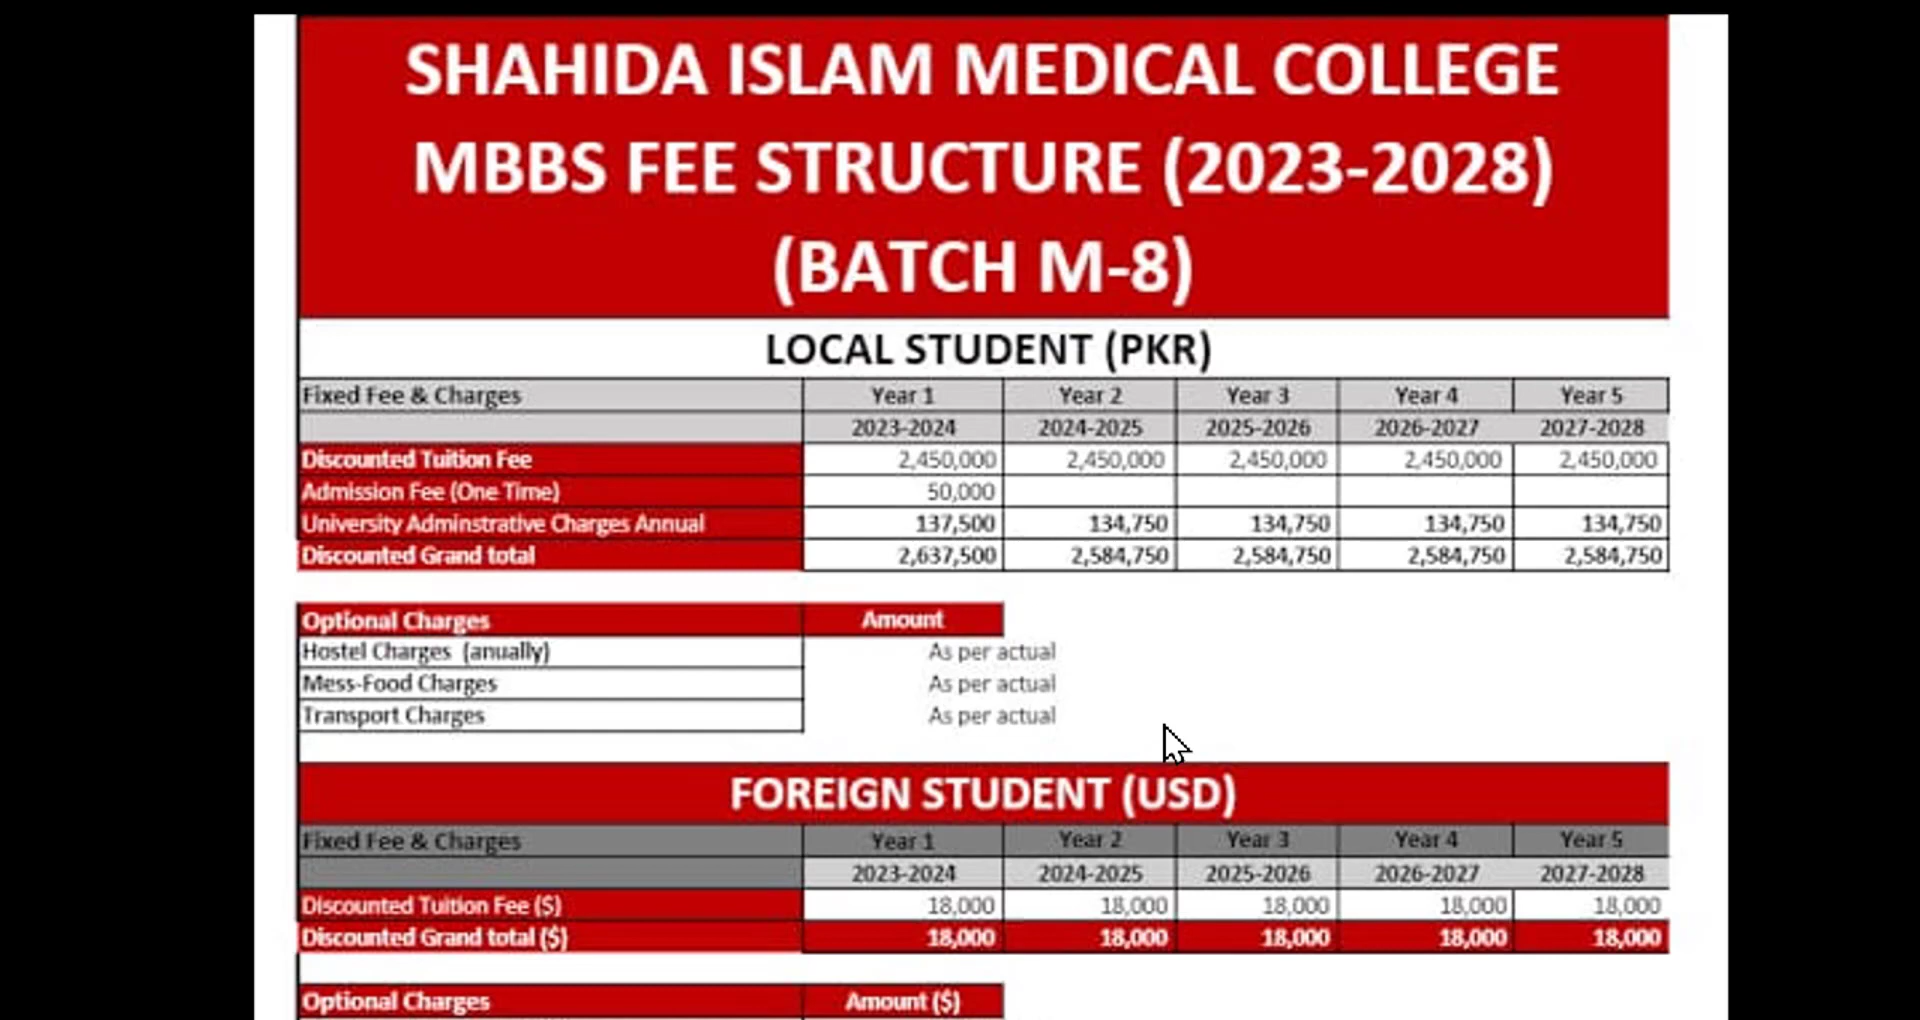 SHAHIDA ISLAM MEDICAL COLLEGE
MBBS FEE STRUCTURE (2023-2028)
(BATCH M-8)
LOCAL STUDENT (PKR)
Fixed Fee & Charges Year 1 Year 2 Year 3 Year 4 Year 5
2023-2024 2024-2025 2025-2026 2026-2027 2027-2028
Discounted Tuition Fee 2,450,000 2,450,000 2,450,000 2,450,000 2,450,000
Admission Fee (One Time) 50,000
University Adminstrative Charges Annual 137,500 134,750 134,750 134,750 134,750
Discounted Grand total 2,637,500 2,584,750 2,584,750 2,584,750 2,584,750
Optional Charges Amount
Hostel Charges (anually) As per actual
Mess-Food Charges As per actual
Transport Charges As per actual
FOREIGN STUDENT (USD)
Fixed Fee & Charges Year 1 Year 2 Year 3 Year 4 Year 5
2023-2024 2024-2025 2025-2026 2026-2027 2027-2028
Discounted Tuition Fee ($) 18,000 18,000 18,000 18,000 18,000
Discounted Grand total ($) 18,000 18,000 18,000 18,000 18,000
Optional Charges Amount ($)